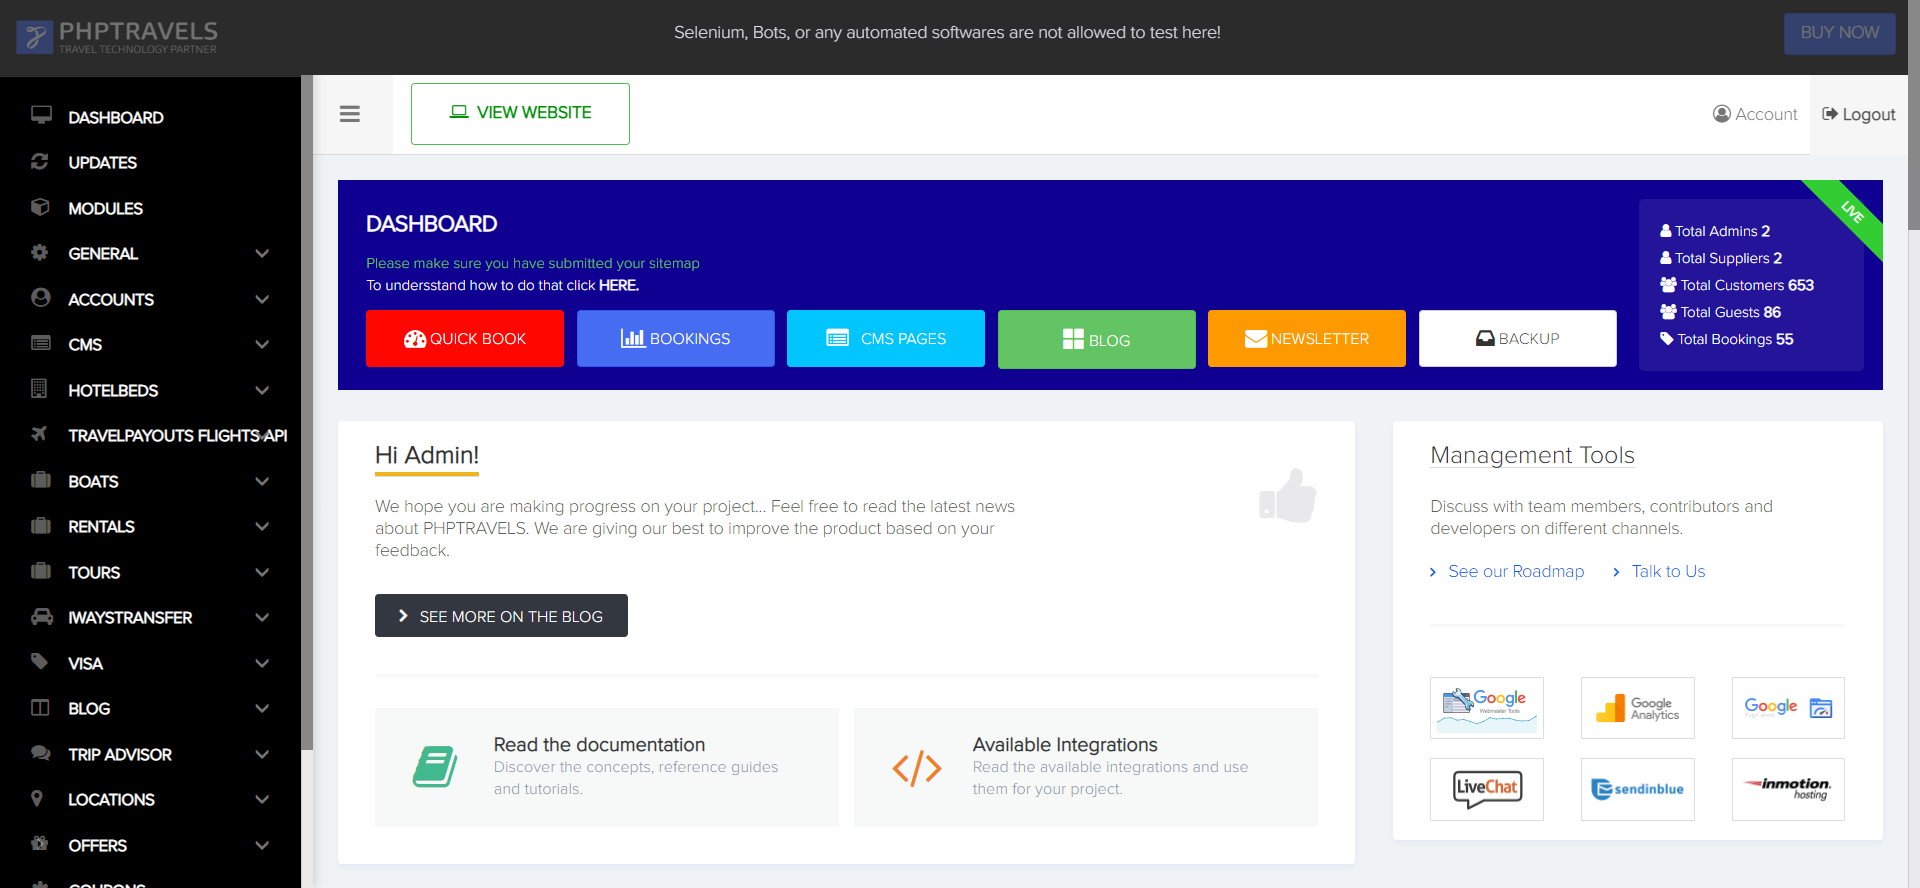 PHPTRAVELS
TRAVEL TECHNOLOGY PARTNER
Selenium, Bots, or any automated softwares are not allowed to test here!
BUY NOW
DASHBOARD
UPDATES
MODULES
GENERAL
ACCOUNTS
CMS
HOTELBEDS
TRAVELPAYOUTS FLIGHTS API
BOATS
RENTALS
TOURS
IWAYSTRANSFER
VISA
BLOG
TRIP ADVISOR
LOCATIONS
OFFERS
COUPONS
VIEW WEBSITE
Account
Logout
DASHBOARD
Please make sure you have submitted your sitemap
To undersstand how to do that click HERE.
QUICK BOOK
BOOKINGS
CMS PAGES
BLOG
NEWSLETTER
BACKUP
LIVE
Total Admins 2
Total Suppliers 2
Total Customers 653
Total Guests 86
Total Bookings 55
Hi Admin!
We hope you are making progress on your project... Feel free to read the latest news
about PHPTRAVELS. We are giving our best to improve the product based on your
feedback.
SEE MORE ON THE BLOG
Read the documentation
Discover the concepts, reference guides
and tutorials.
Available Integrations
Read the available integrations and use
them for your project.
Management Tools
Discuss with team members, contributors and
developers on different channels.
See our Roadmap
Talk to Us
Google
Webmaster Tools
Google
Analytics
Google
LiveChat
sendinblue
inmotion
hosting